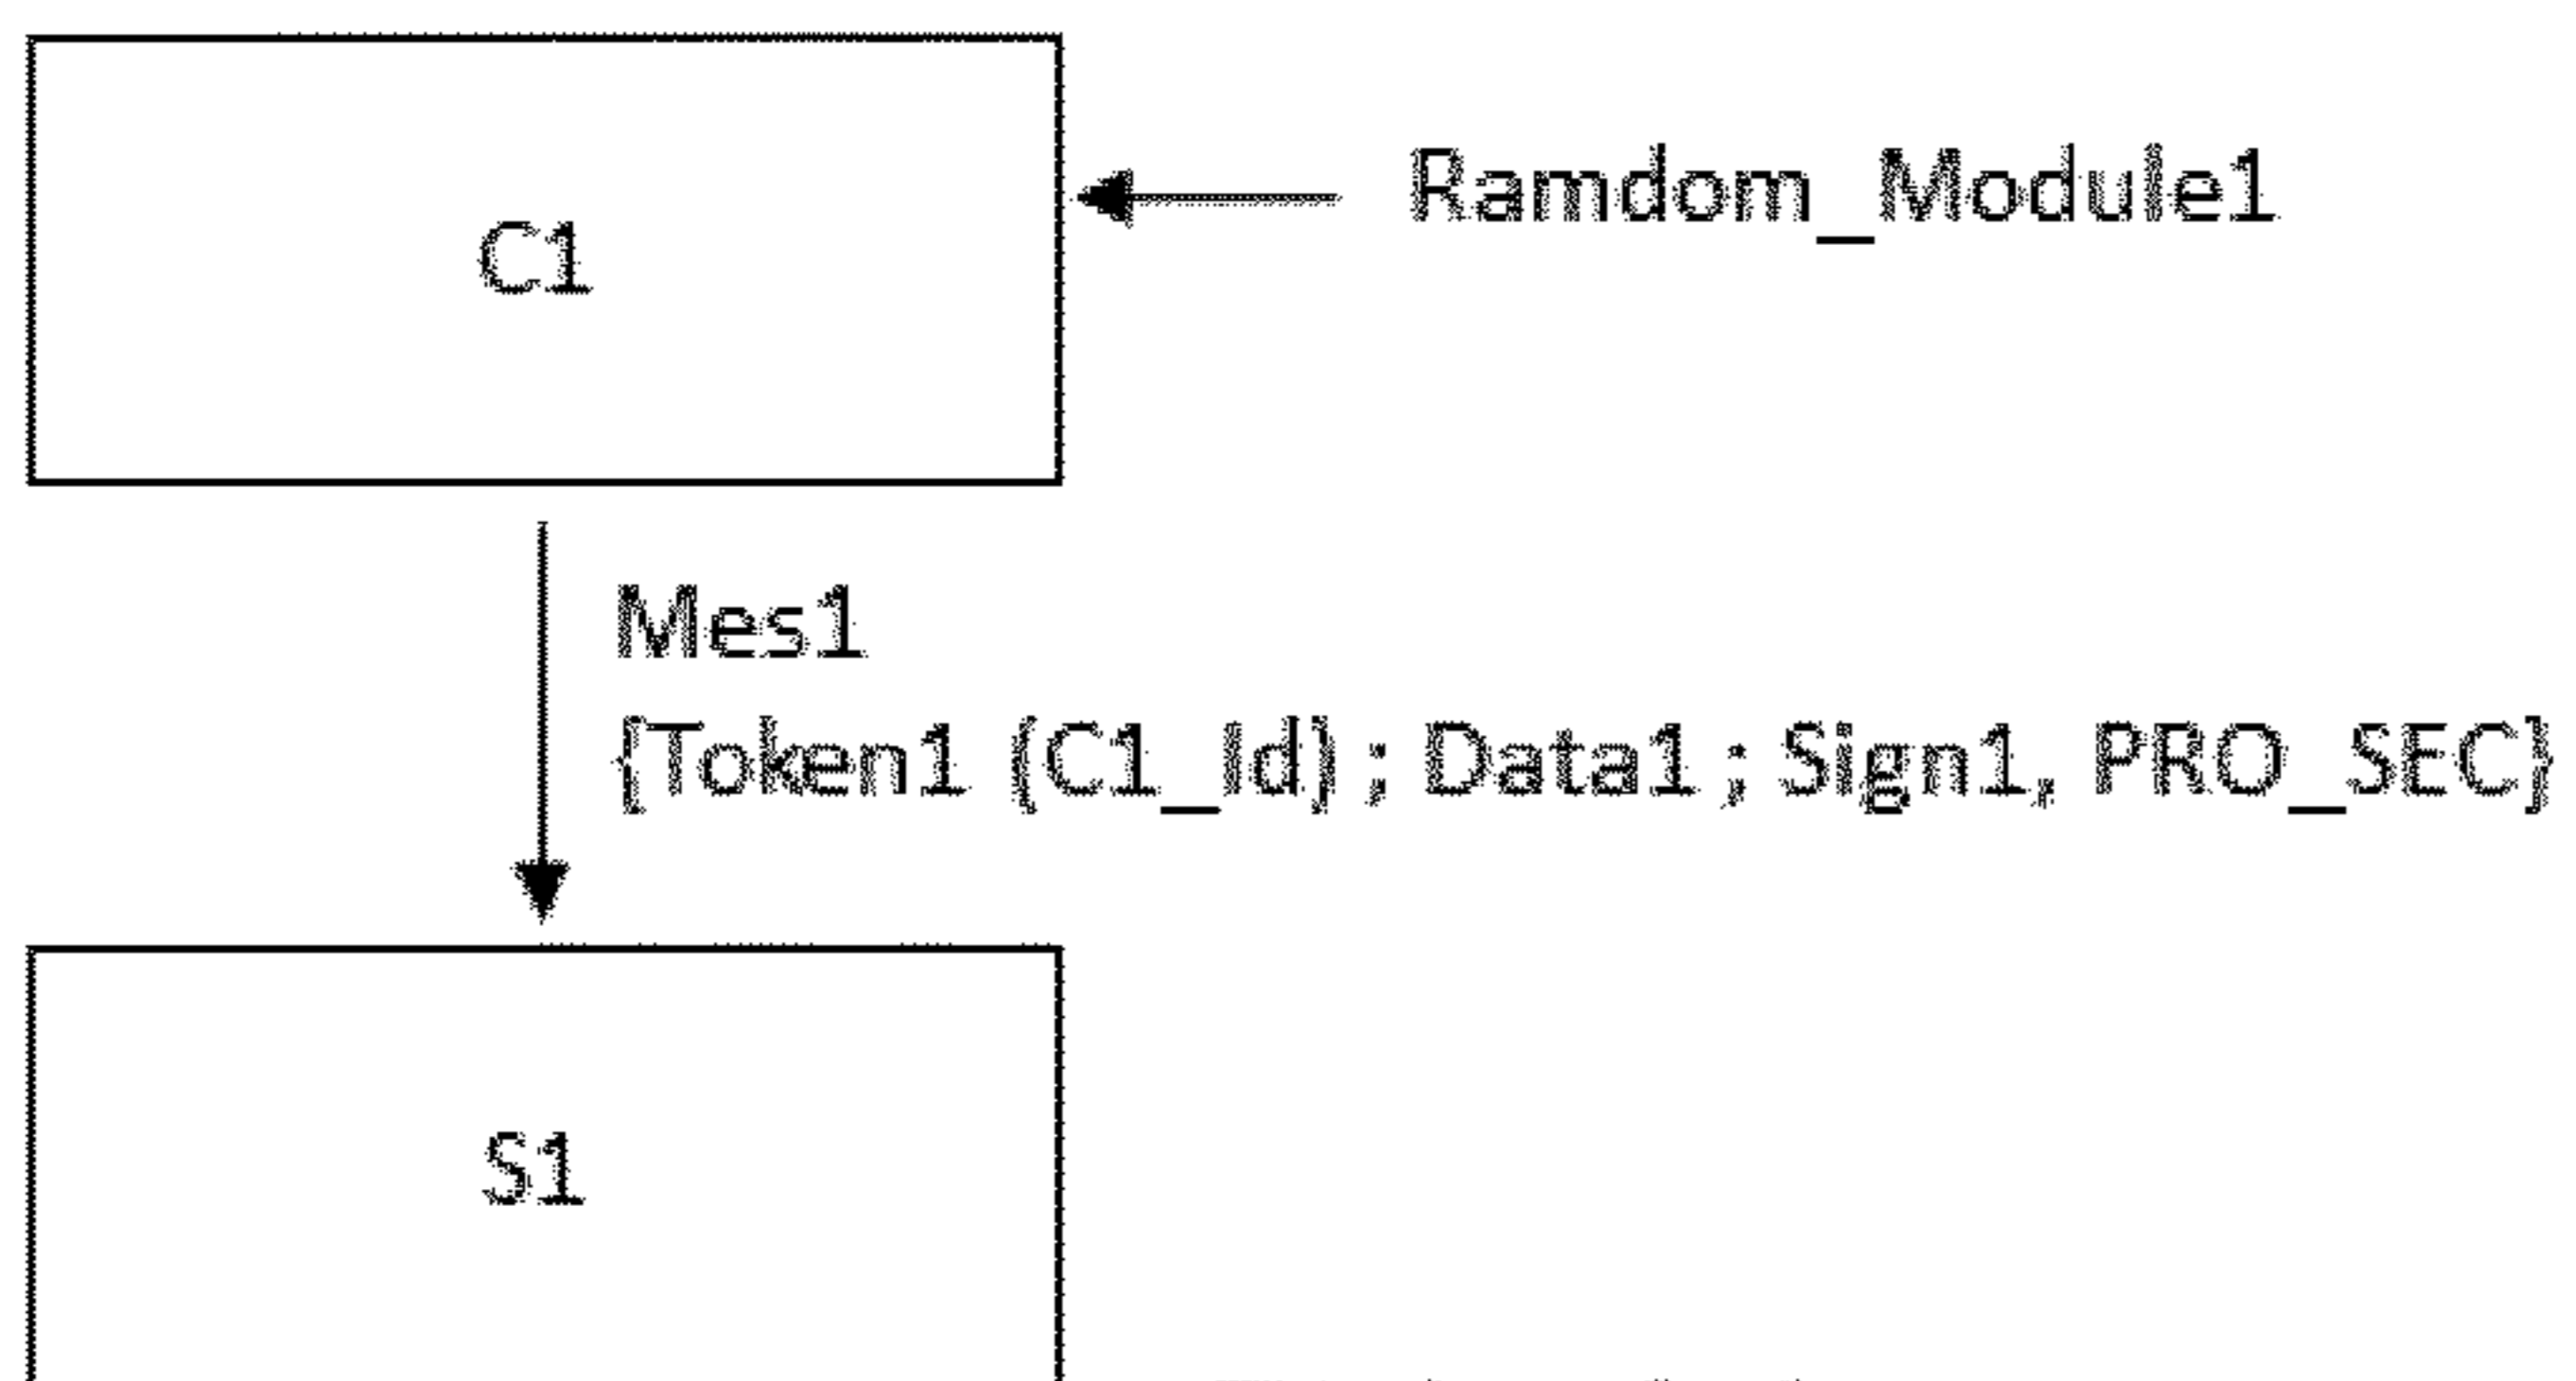 C1
Ramdom_Module1
Mes1
{Token1 (C1_Id) ; Data1 ; Sign1, PRO_SEC}
S1